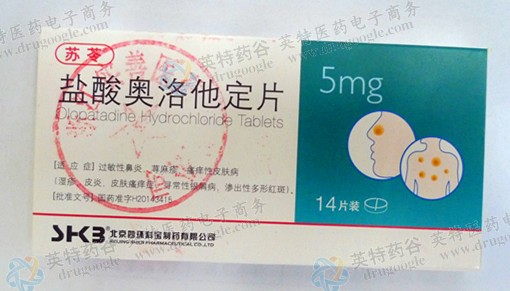 苏苓
盐酸奥洛他定片
Olopatadine Hydrochloride Tablets
5mg
[适应症] 过敏性鼻炎、荨麻疹、瘙痒性皮肤病
(湿疹、皮炎、皮肤瘙痒症、寻常性银屑病、渗出性多形红斑)。
[批准文号] 国药准字H20143415
14片装
SHKB 北京四环科宝制药有限公司
BEIJING SIHUAN PHARMACEUTICAL CO.,LTD
英特医药电子商务
www.drugoogle.com
英特药谷
drugoogle